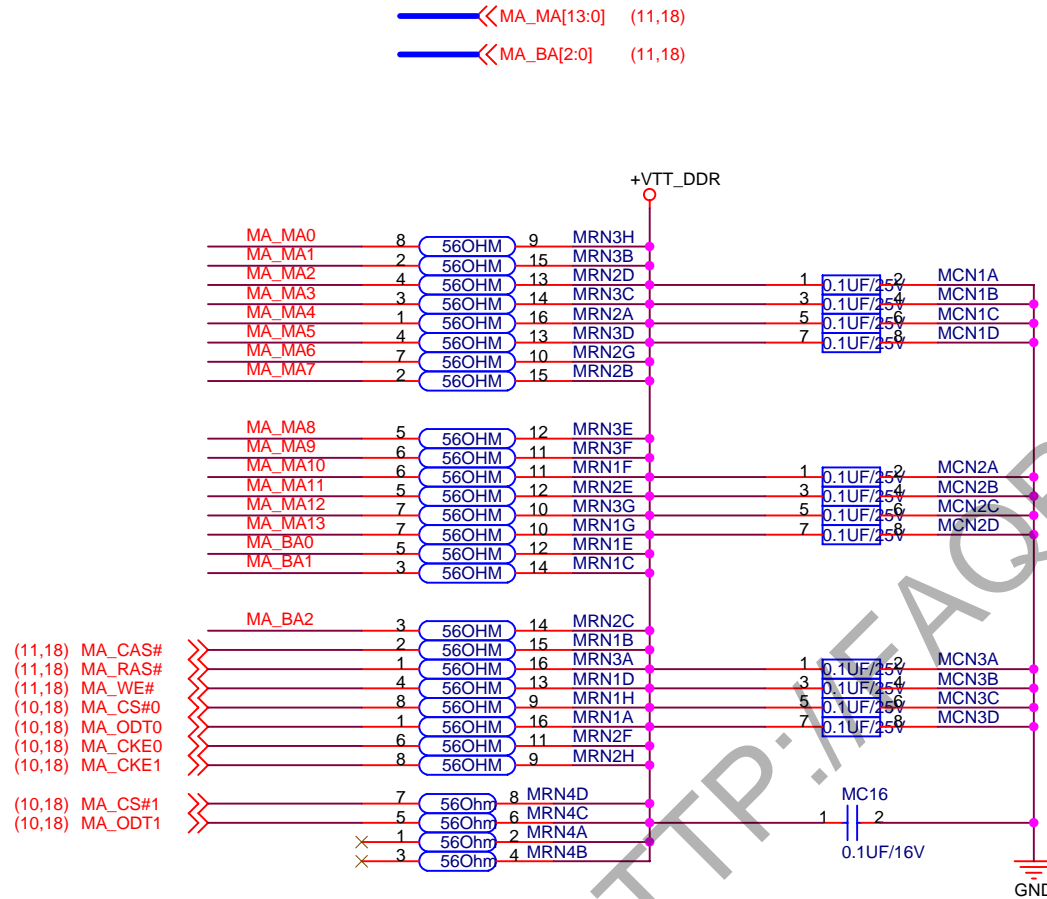 MA_MA[13:0] (11,18)
MA_BA[2:0] (11,18)
+VTT_DDR
MA_MA0 8 56OHM 9 MRN3H
MA_MA1 2 56OHM 15 MRN3B
MA_MA2 4 56OHM 13 MRN2D 1 0.1UF/25V 2 MCN1A
MA_MA3 3 56OHM 14 MRN3C 3 0.1UF/25V 4 MCN1B
MA_MA4 1 56OHM 16 MRN2A 5 0.1UF/25V 6 MCN1C
MA_MA5 4 56OHM 13 MRN3D 7 0.1UF/25V 8 MCN1D
MA_MA6 7 56OHM 10 MRN2G
MA_MA7 2 56OHM 15 MRN2B
MA_MA8 5 56OHM 12 MRN3E
MA_MA9 6 56OHM 11 MRN3F
MA_MA10 6 56OHM 11 MRN1F 1 0.1UF/25V 2 MCN2A
MA_MA11 5 56OHM 12 MRN2E 3 0.1UF/25V 4 MCN2B
MA_MA12 7 56OHM 10 MRN3G 5 0.1UF/25V 6 MCN2C
MA_MA13 7 56OHM 10 MRN1G 7 0.1UF/25V 8 MCN2D
MA_BA0 5 56OHM 12 MRN1E
MA_BA1 3 56OHM 14 MRN1C
MA_BA2 3 56OHM 14 MRN2C
(11,18) MA_CAS# 2 56OHM 15 MRN1B
(11,18) MA_RAS# 1 56OHM 16 MRN3A 1 0.1UF/25V 2 MCN3A
(11,18) MA_WE# 4 56OHM 13 MRN1D 3 0.1UF/25V 4 MCN3B
(10,18) MA_CS#0 8 56OHM 9 MRN1H 5 0.1UF/25V 6 MCN3C
(10,18) MA_ODT0 1 56OHM 16 MRN1A 7 0.1UF/25V 8 MCN3D
(10,18) MA_CKE0 6 56OHM 11 MRN2F
(10,18) MA_CKE1 8 56OHM 9 MRN2H
(10,18) MA_CS#1 7 56Ohm 8 MRN4D
(10,18) MA_ODT1 5 56Ohm 6 MRN4C 1 MC16 2
1 56Ohm 2 MRN4A
3 56Ohm 4 MRN4B
0.1UF/16V
GND
TTP://FAQ